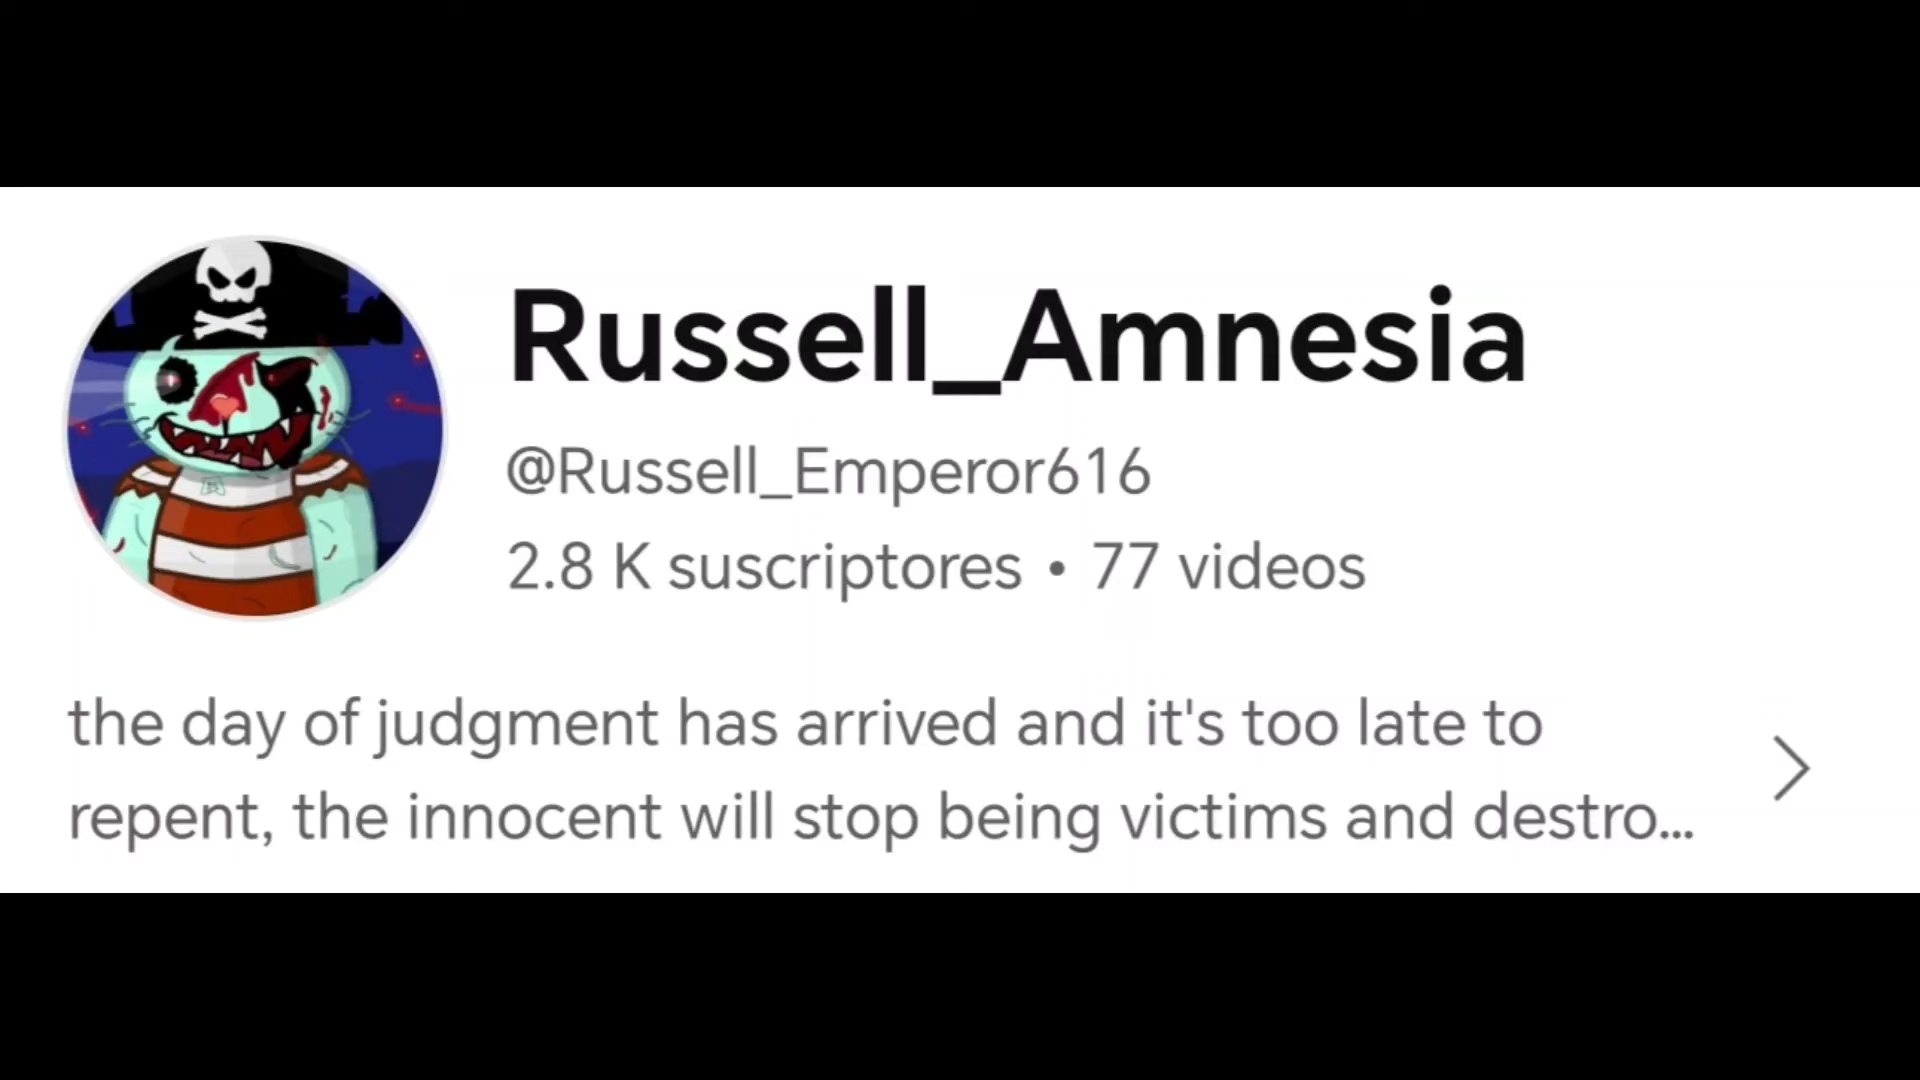 Russell_Amnesia
@Russell_Emperor616
2.8 K suscriptores • 77 videos
the day of judgment has arrived and it's too late to
repent, the innocent will stop being victims and destro...